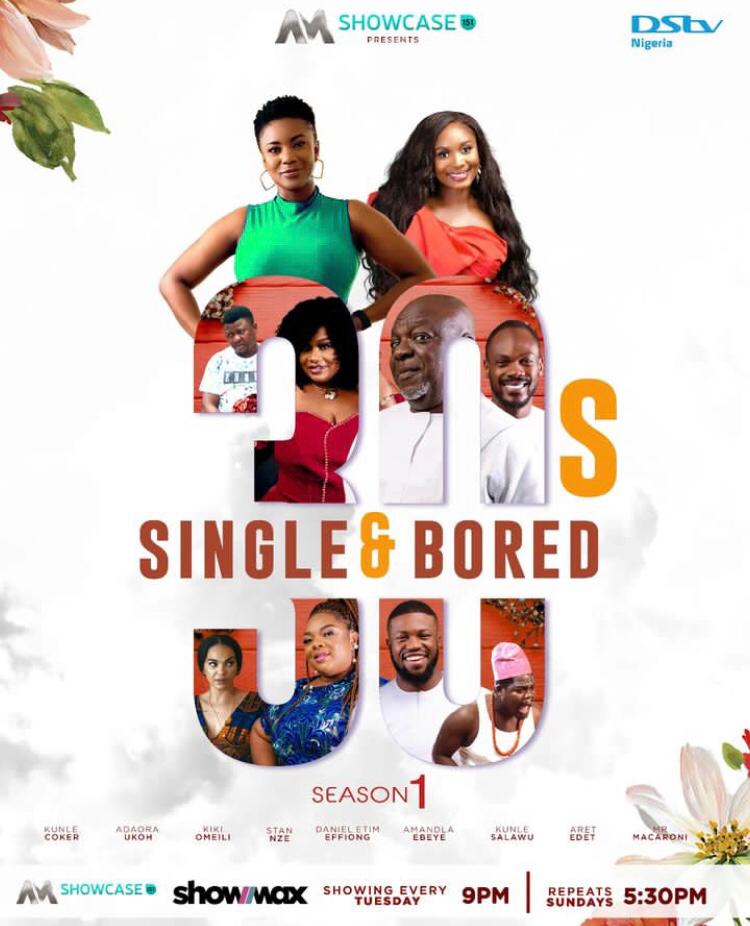 AM SHOWCASE 151
PRESENTS
DStv
Nigeria
30s
SINGLE & BORED
SEASON 1
KUNLE COKER
ADAORA UKOH
KIKI OMEILI
STAN NZE
DANIEL ETIM EFFIONG
AMANDLA EBEYE
KUNLE SALAWU
ARET EDET
MR MACARONI
AM SHOWCASE 151
showmax
SHOWING EVERY TUESDAY 9PM
REPEATS SUNDAYS 5:30PM